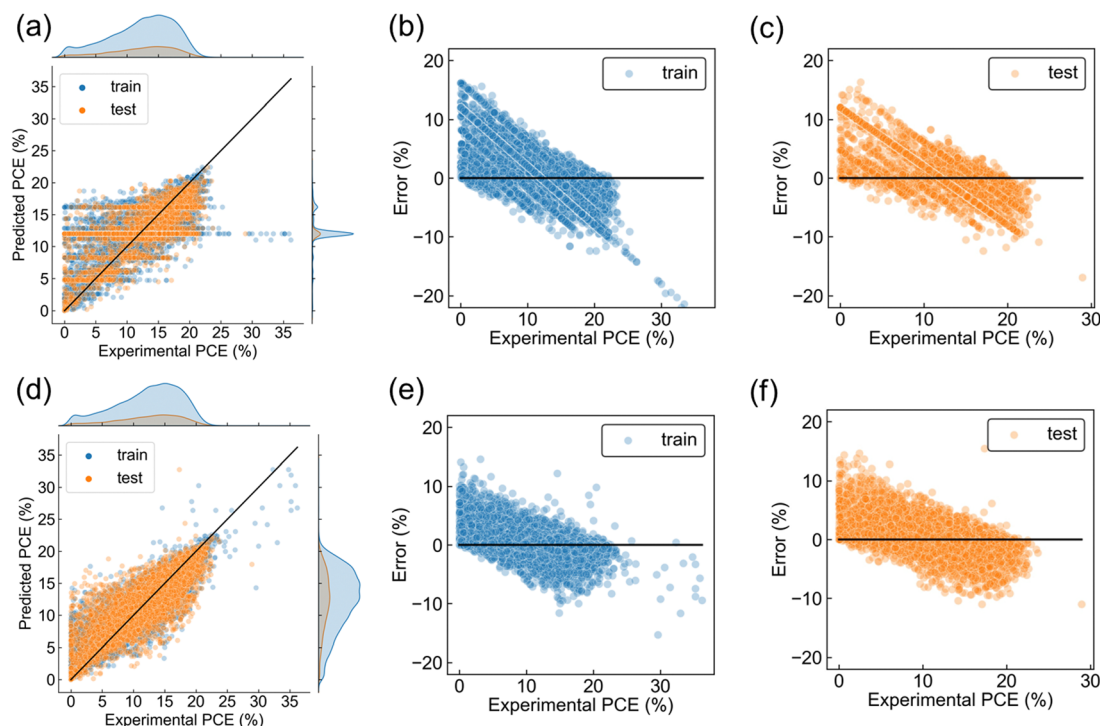 (a)
train
test
35
30
25
20
15
10
5
0
Predicted PCE (%)
0 5 10 15 20 25 30 35
Experimental PCE (%)
(b)
train
20
10
0
−10
−20
Error (%)
0 10 20 30
Experimental PCE (%)
(c)
test
20
10
0
−10
−20
Error (%)
0 10 20 30
Experimental PCE (%)
(d)
train
test
35
30
25
20
15
10
5
0
Predicted PCE (%)
0 5 10 15 20 25 30 35
Experimental PCE (%)
(e)
train
20
10
0
−10
−20
Error (%)
0 10 20 30
Experimental PCE (%)
(f)
test
20
10
0
−10
−20
Error (%)
0 10 20 30
Experimental PCE (%)